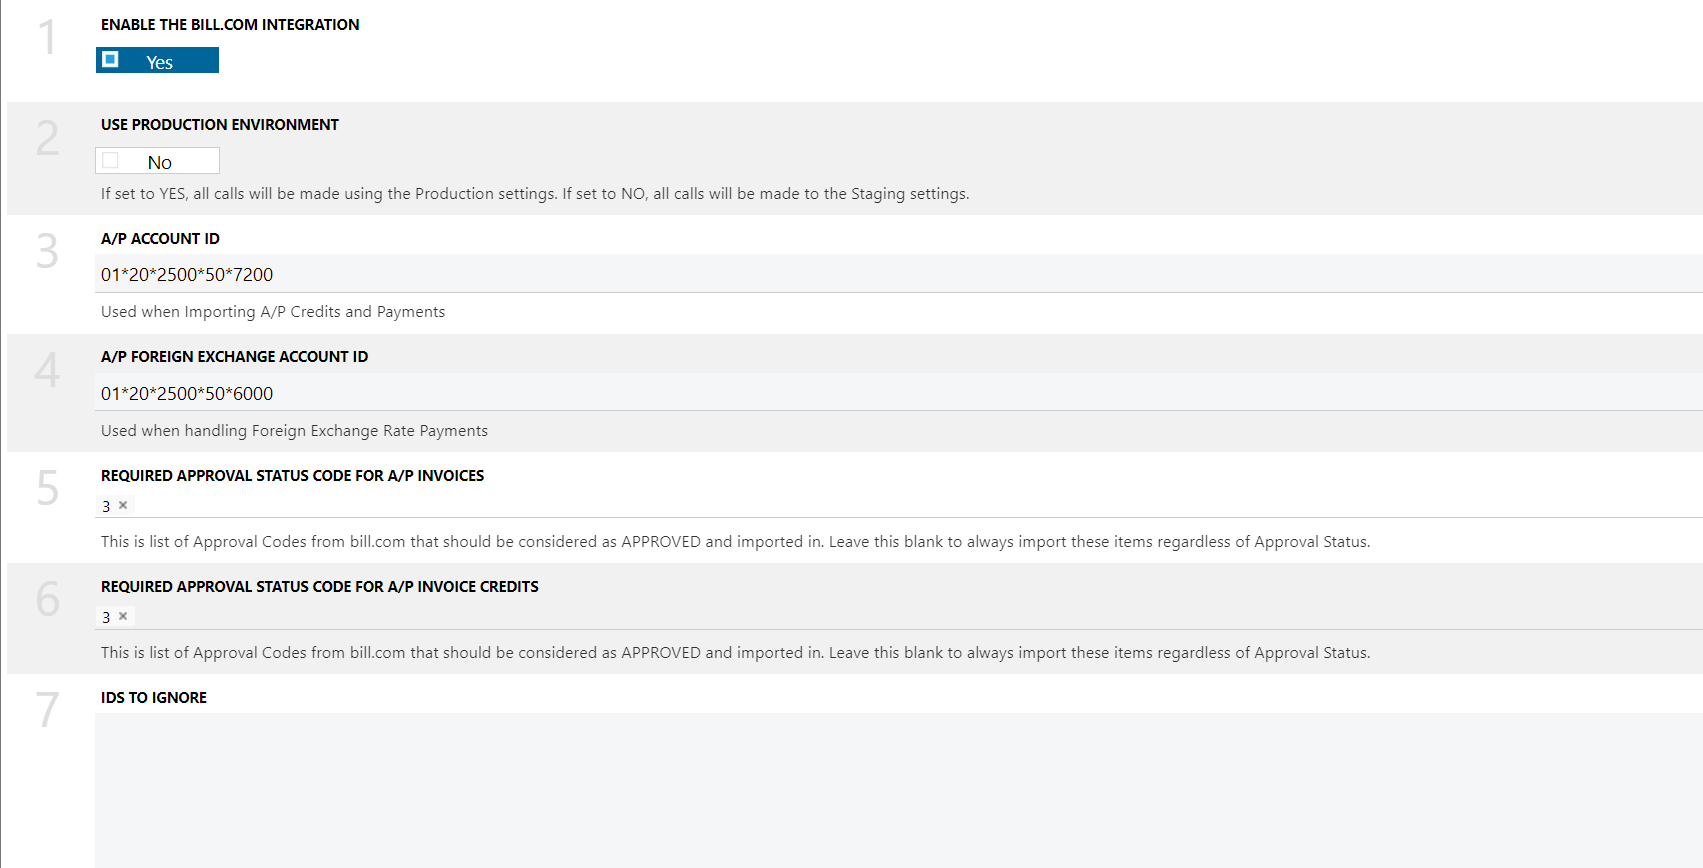 1
ENABLE THE BILL.COM INTEGRATION
Yes
2
USE PRODUCTION ENVIRONMENT
No
If set to YES, all calls will be made using the Production settings. If set to NO, all calls will be made to the Staging settings.
3
A/P ACCOUNT ID
01*20*2500*50*7200
Used when Importing A/P Credits and Payments
4
A/P FOREIGN EXCHANGE ACCOUNT ID
01*20*2500*50*6000
Used when handling Foreign Exchange Rate Payments
5
REQUIRED APPROVAL STATUS CODE FOR A/P INVOICES
3 ×
This is list of Approval Codes from bill.com that should be considered as APPROVED and imported in. Leave this blank to always import these items regardless of Approval Status.
6
REQUIRED APPROVAL STATUS CODE FOR A/P INVOICE CREDITS
3 ×
This is list of Approval Codes from bill.com that should be considered as APPROVED and imported in. Leave this blank to always import these items regardless of Approval Status.
7
IDS TO IGNORE